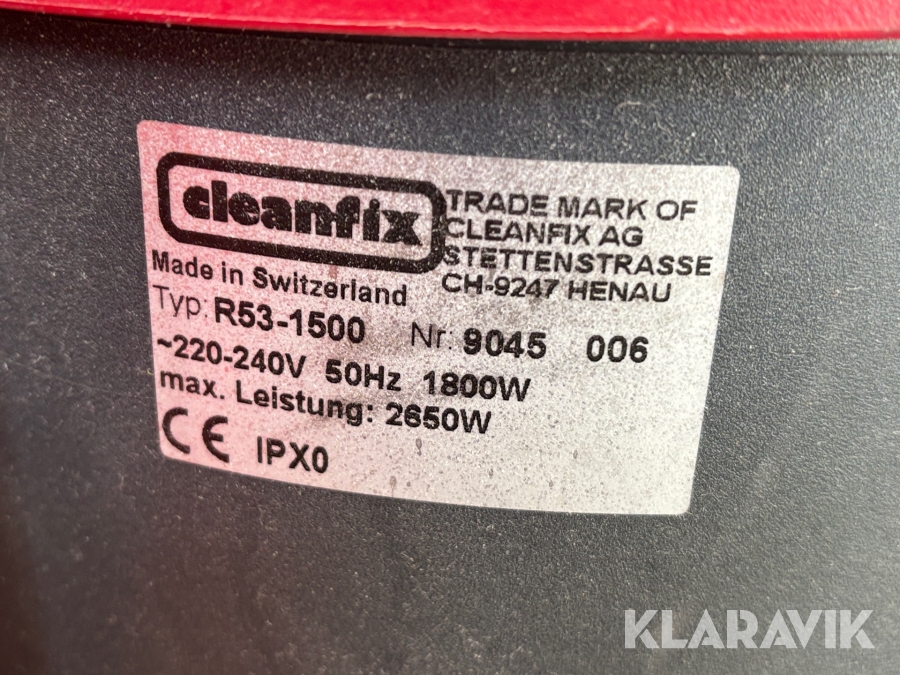 cleanfix
TRADE MARK OF
CLEANFIX AG
STETTENSTRASSE
CH-9247 HENAU
Made in Switzerland
Typ: R53-1500 Nr: 9045 006
~220-240V 50Hz 1800W
max. Leistung: 2650W
CE IPX0
KLARAVIK